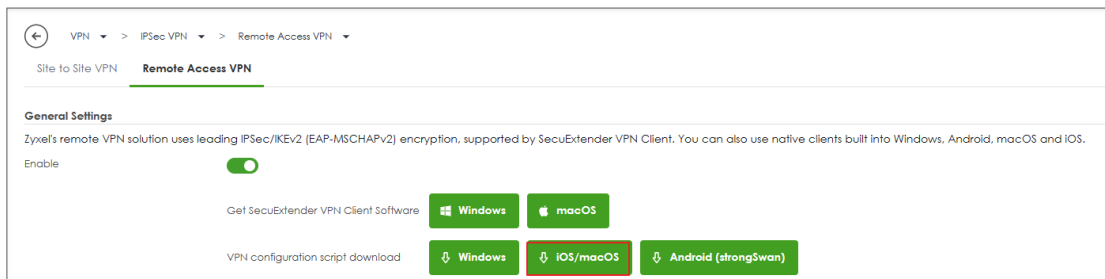 VPN > IPSec VPN > Remote Access VPN
Site to Site VPN Remote Access VPN
General Settings
Zyxel's remote VPN solution uses leading IPSec/IKEv2 (EAP-MSCHAPv2) encryption, supported by SecuExtender VPN Client. You can also use native clients built into Windows, Android, macOS and iOS.
Enable
Get SecuExtender VPN Client Software Windows macOS
VPN configuration script download Windows iOS/macOS Android (strongSwan)